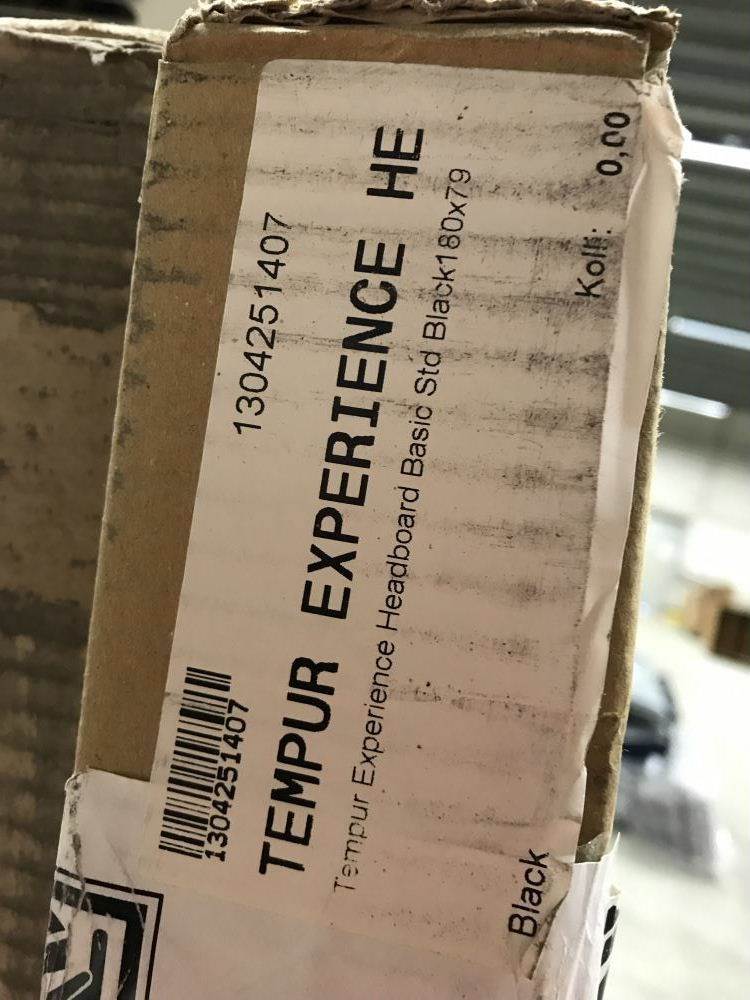 1304251407
1304251407
TEMPUR EXPERIENCE HE
Tempur Experience Headboard Basic Std Black180x79
Black
Kolli: 0,00